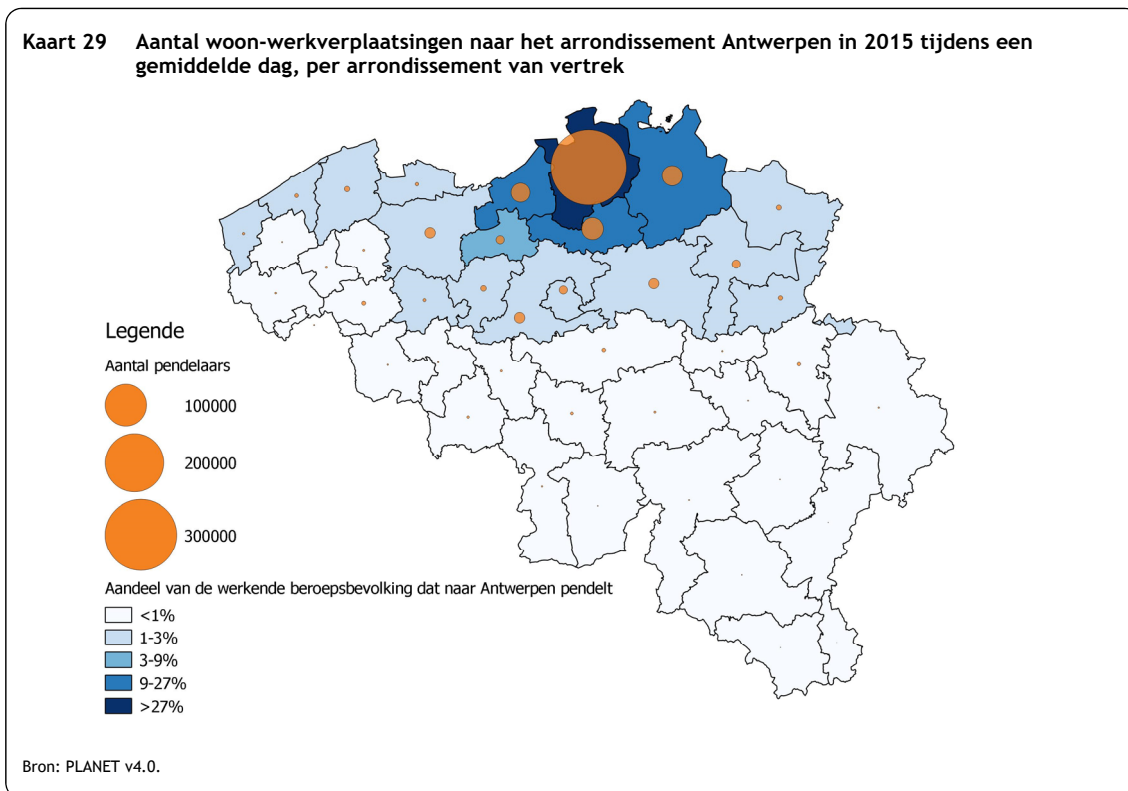 Kaart 29 Aantal woon-werkverplaatsingen naar het arrondissement Antwerpen in 2015 tijdens een
gemiddelde dag, per arrondissement van vertrek
Legende
Aantal pendelaars
100000
200000
300000
Aandeel van de werkende beroepsbevolking dat naar Antwerpen pendelt
<1%
1-3%
3-9%
9-27%
>27%
Bron: PLANET v4.0.